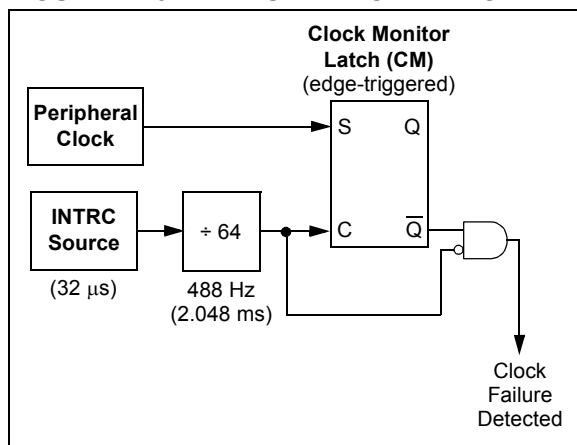 Clock Monitor
Latch (CM)
(edge-triggered)
Peripheral
Clock
S
Q
INTRC
Source
÷ 64
C
Q̅
(32 μs)
488 Hz
(2.048 ms)
Clock
Failure
Detected